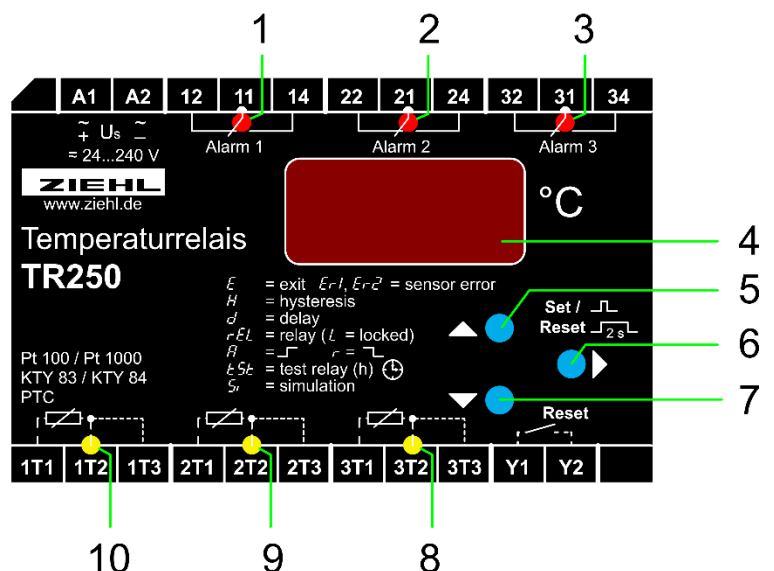 1 2 3
A1 A2 12 11 14 22 21 24 32 31 34
~ ~
+ Us −
= 24...240 V
Alarm 1 Alarm 2 Alarm 3
ZIEHL
www.ziehl.de
°C
Temperaturrelais
TR250
4
E = exit Er1, Er2 = sensor error
H = hysteresis
d = delay
rEL = relay (L = locked)
A = r =
tSt = test relay (h)
Si = simulation
5
Set /
Reset 2 s
6
7
Pt 100 / Pt 1000
KTY 83 / KTY 84
PTC
Reset
1T1 1T2 1T3 2T1 2T2 2T3 3T1 3T2 3T3 Y1 Y2
10 9 8